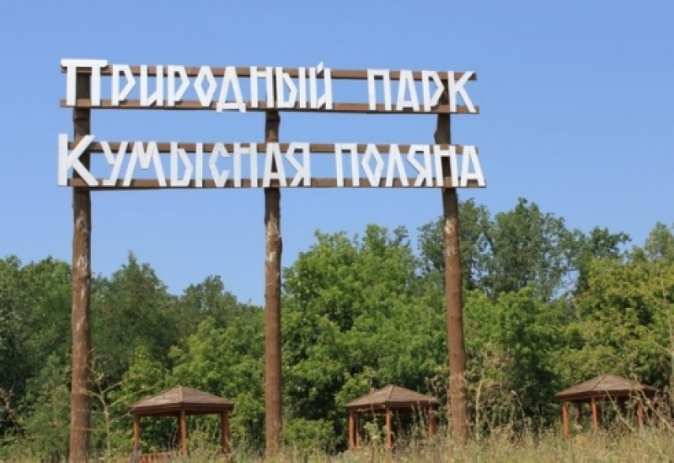 Природный парк
Кумысная поляна